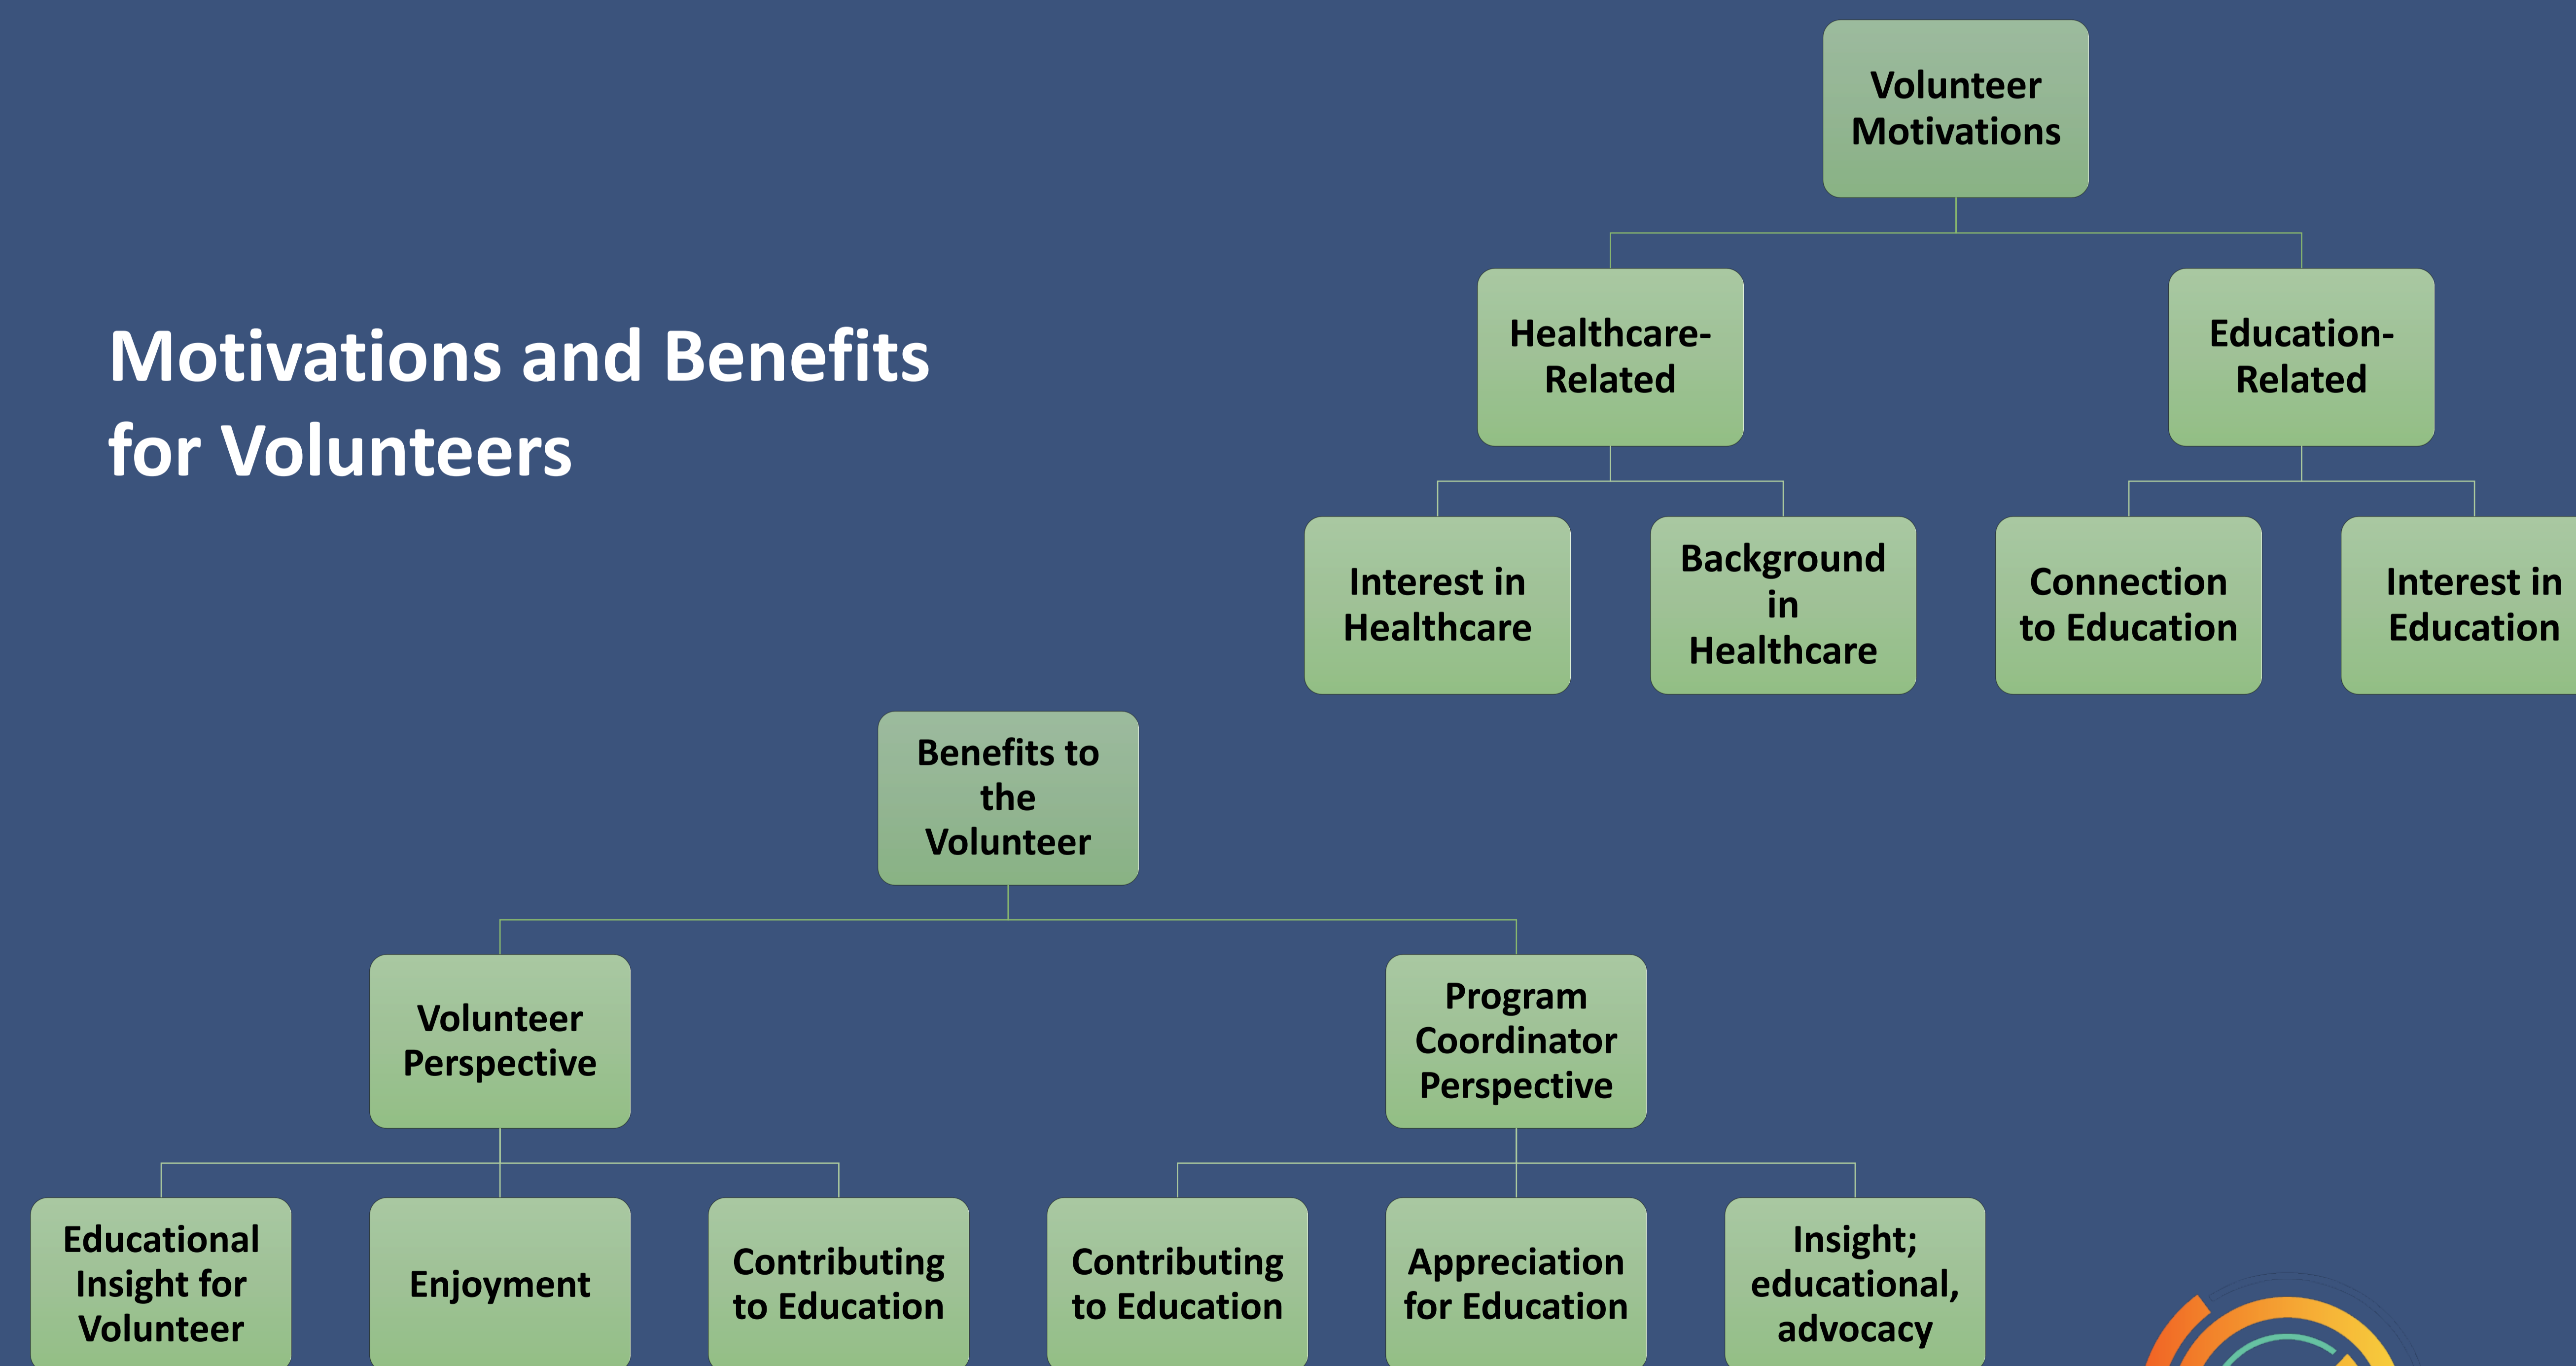 Volunteer
Motivations
Healthcare-
Related
Education-
Related
Motivations and Benefits
for Volunteers
Interest in
Healthcare
Background
in
Healthcare
Connection
to Education
Interest in
Education
Benefits to
the
Volunteer
Volunteer
Perspective
Program
Coordinator
Perspective
Educational
Insight for
Volunteer
Enjoyment
Contributing
to Education
Contributing
to Education
Appreciation
for Education
Insight;
educational,
advocacy